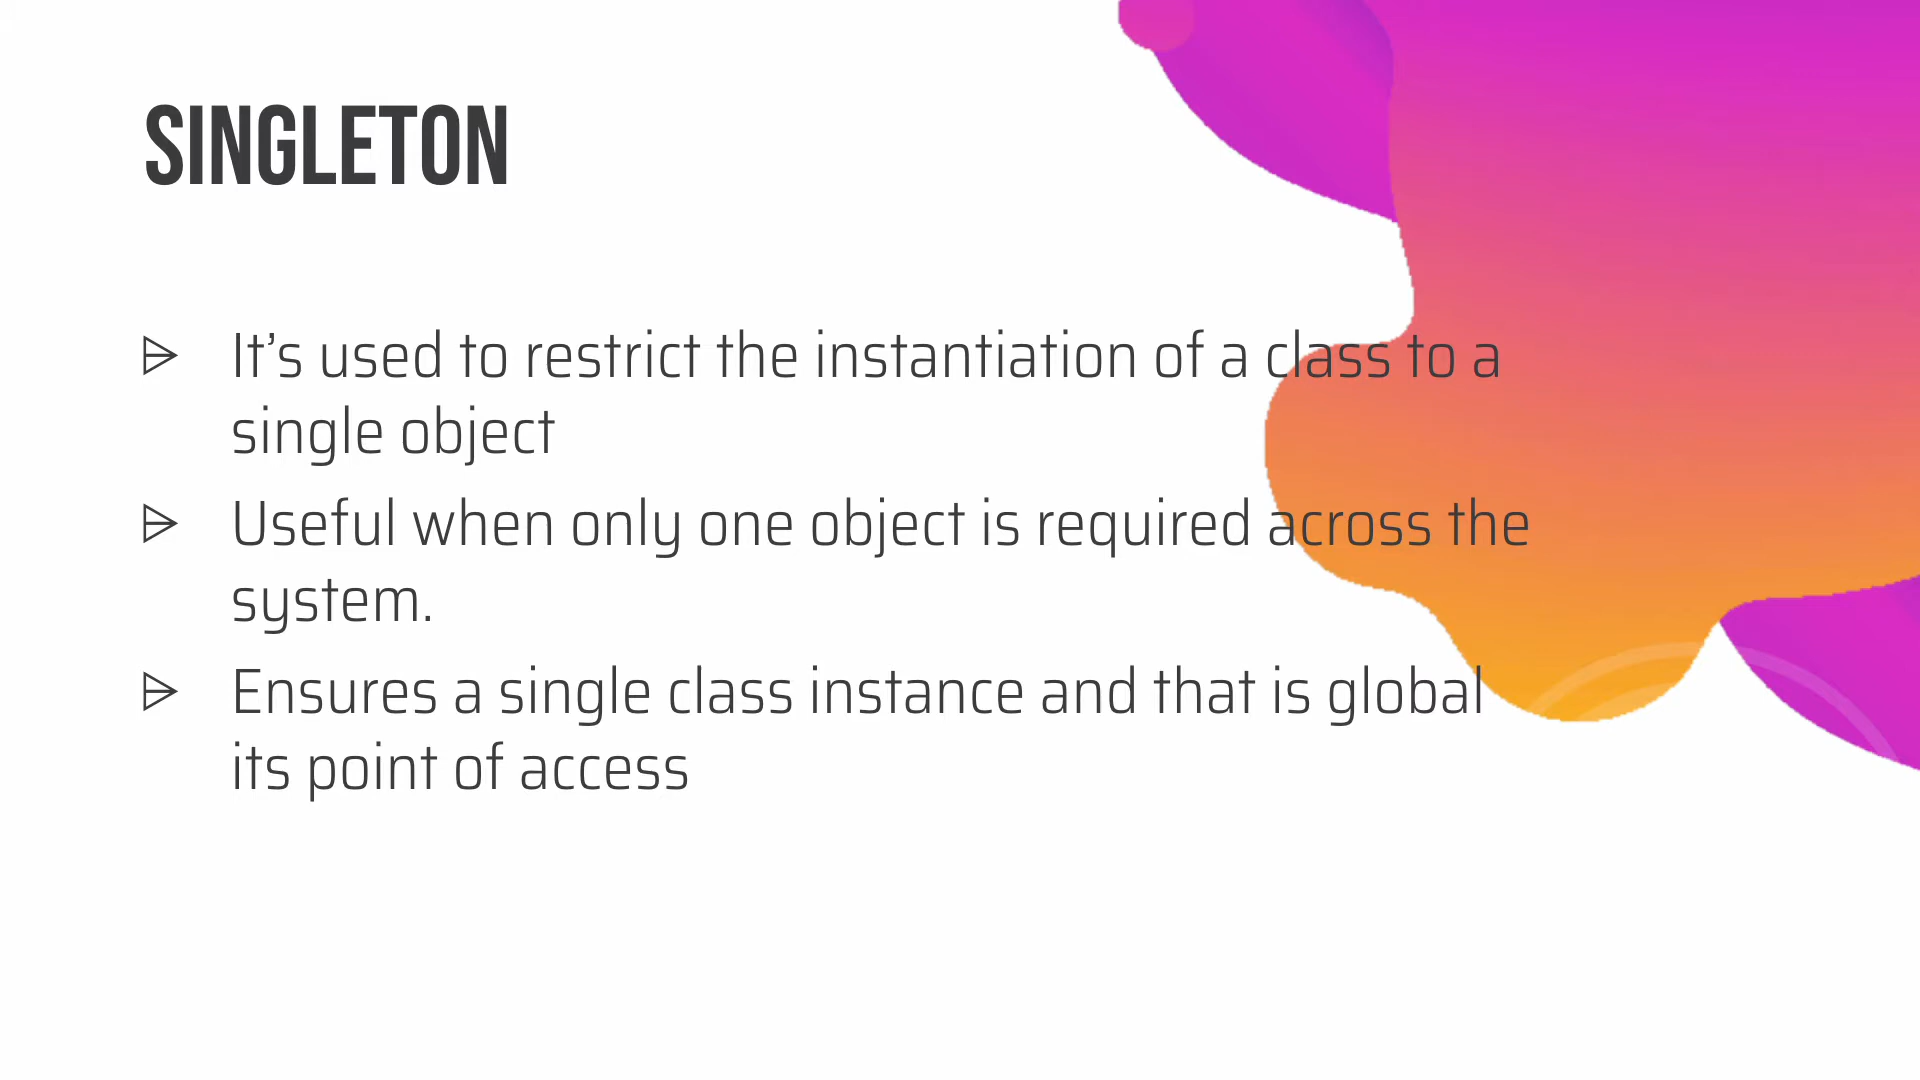 SINGLETON
It’s used to restrict the instantiation of a class to a
single object
Useful when only one object is required across the
system.
Ensures a single class instance and that is global
its point of access